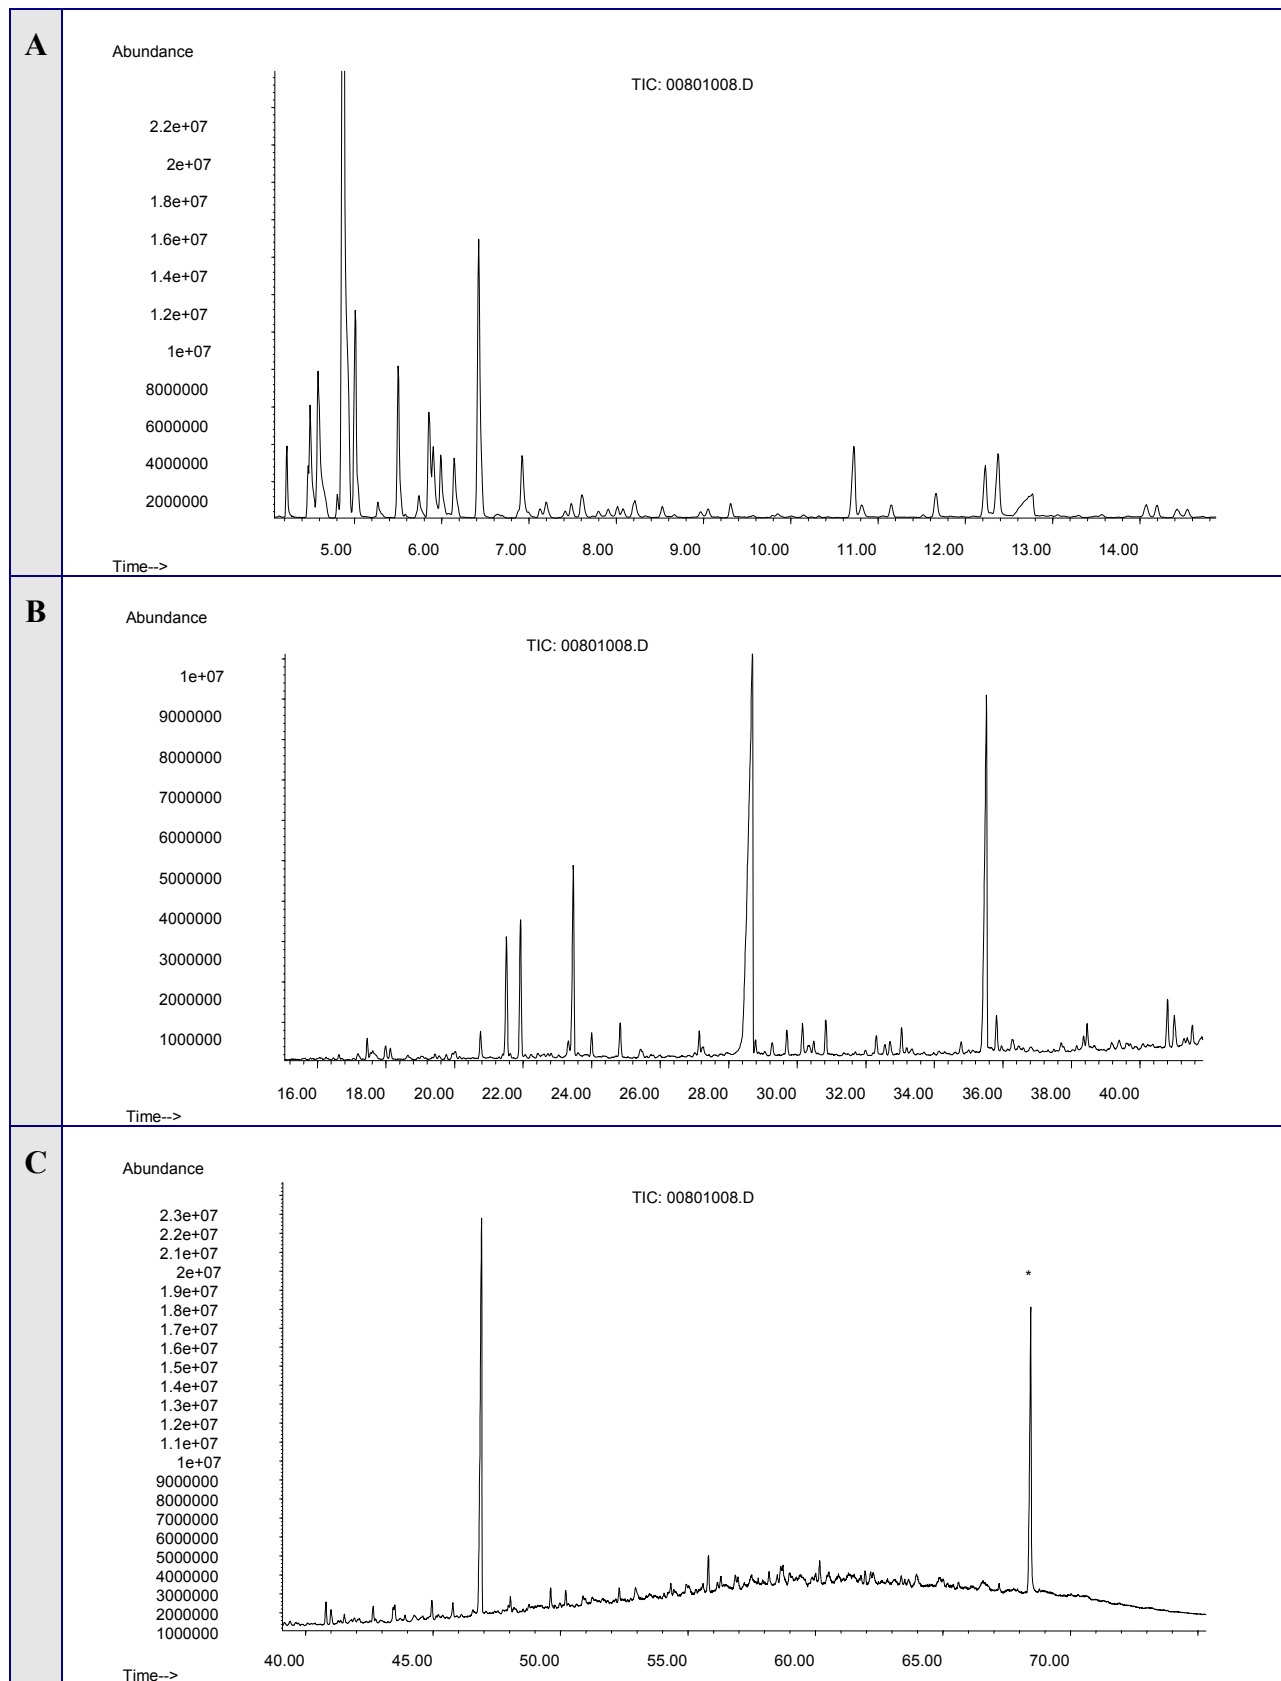 A
Abundance
TIC: 00801008.D
2.2e+07
2e+07
1.8e+07
1.6e+07
1.4e+07
1.2e+07
1e+07
8000000
6000000
4000000
2000000
5.00 6.00 7.00 8.00 9.00 10.00 11.00 12.00 13.00 14.00
Time-->
B
Abundance
TIC: 00801008.D
1e+07
9000000
8000000
7000000
6000000
5000000
4000000
3000000
2000000
1000000
16.00 18.00 20.00 22.00 24.00 26.00 28.00 30.00 32.00 34.00 36.00 38.00 40.00
Time-->
C
Abundance
TIC: 00801008.D
2.3e+07
2.2e+07
2.1e+07
2e+07
*
1.9e+07
1.8e+07
1.7e+07
1.6e+07
1.5e+07
1.4e+07
1.3e+07
1.2e+07
1.1e+07
1e+07
9000000
8000000
7000000
6000000
5000000
4000000
3000000
2000000
1000000
40.00 45.00 50.00 55.00 60.00 65.00 70.00
Time-->